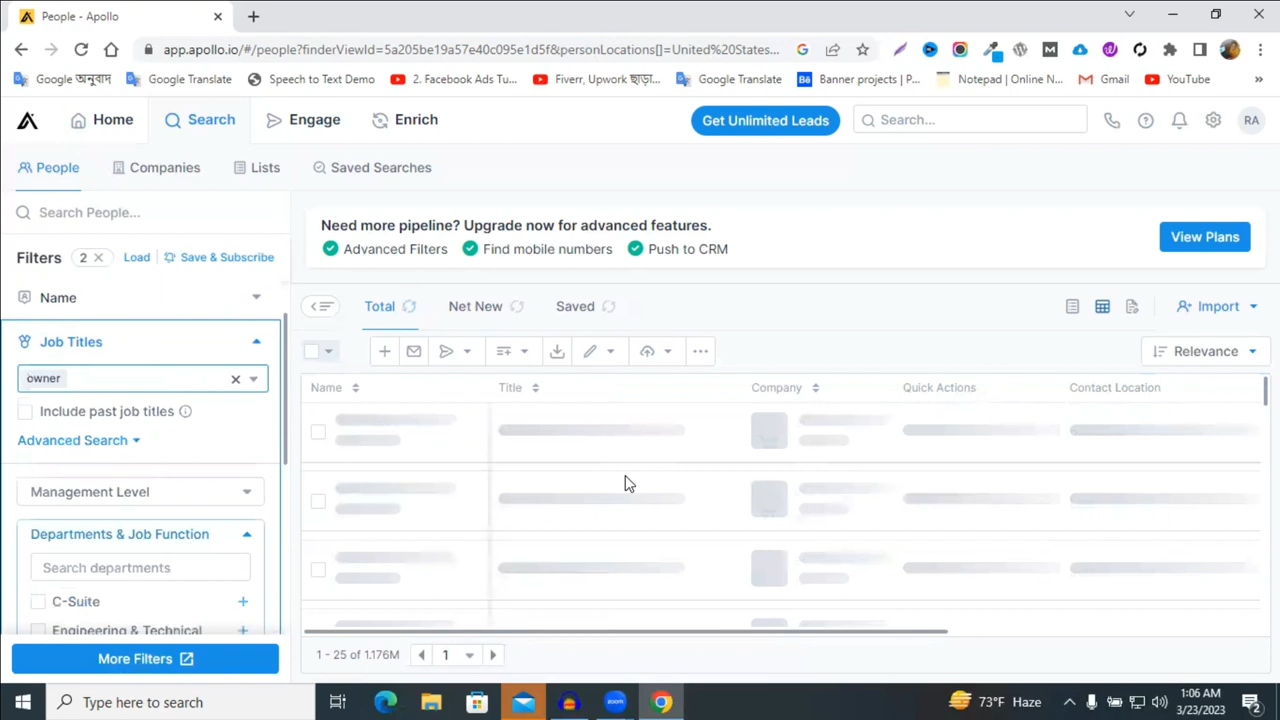 People - Apollo
app.apollo.io/#/people?finderViewId=5a205be19a57e40c095e1d5f&personLocations[]=United%20States...
Google অনুবাদ
Google Translate
Speech to Text Demo
2. Facebook Ads Tu...
Fiverr, Upwork ছাড়া...
Google Translate
Banner projects | P...
Notepad | Online N...
Gmail
YouTube
Home
Search
Engage
Enrich
Get Unlimited Leads
Search...
RA
People
Companies
Lists
Saved Searches
Search People...
Need more pipeline? Upgrade now for advanced features.
Advanced Filters
Find mobile numbers
Push to CRM
View Plans
Filters
2
Load
Save & Subscribe
Name
Total
Net New
Saved
Import
Job Titles
Relevance
owner
Name
Title
Company
Quick Actions
Contact Location
Include past job titles
Advanced Search
Management Level
Departments & Job Function
Search departments
C-Suite
Engineering & Technical
More Filters
1 - 25 of 1.176M
1
Type here to search
73°F Haze
1:06 AM
3/23/2023
2